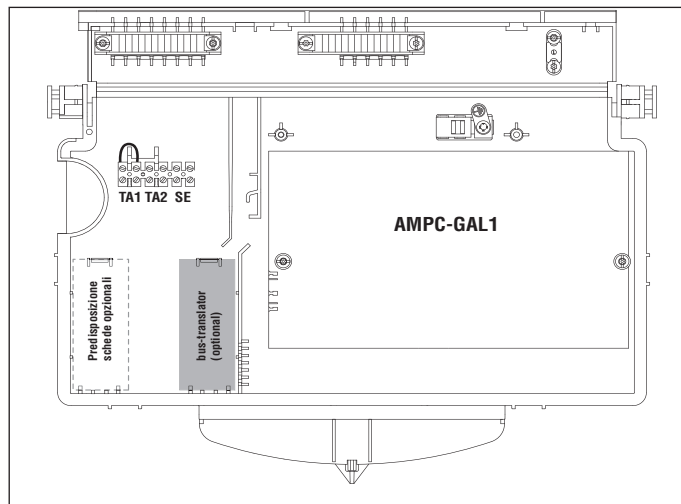 TA1 TA2 SE
AMPC-GAL1
Predisposizione
schede opzionali
bus-translator
(optional)